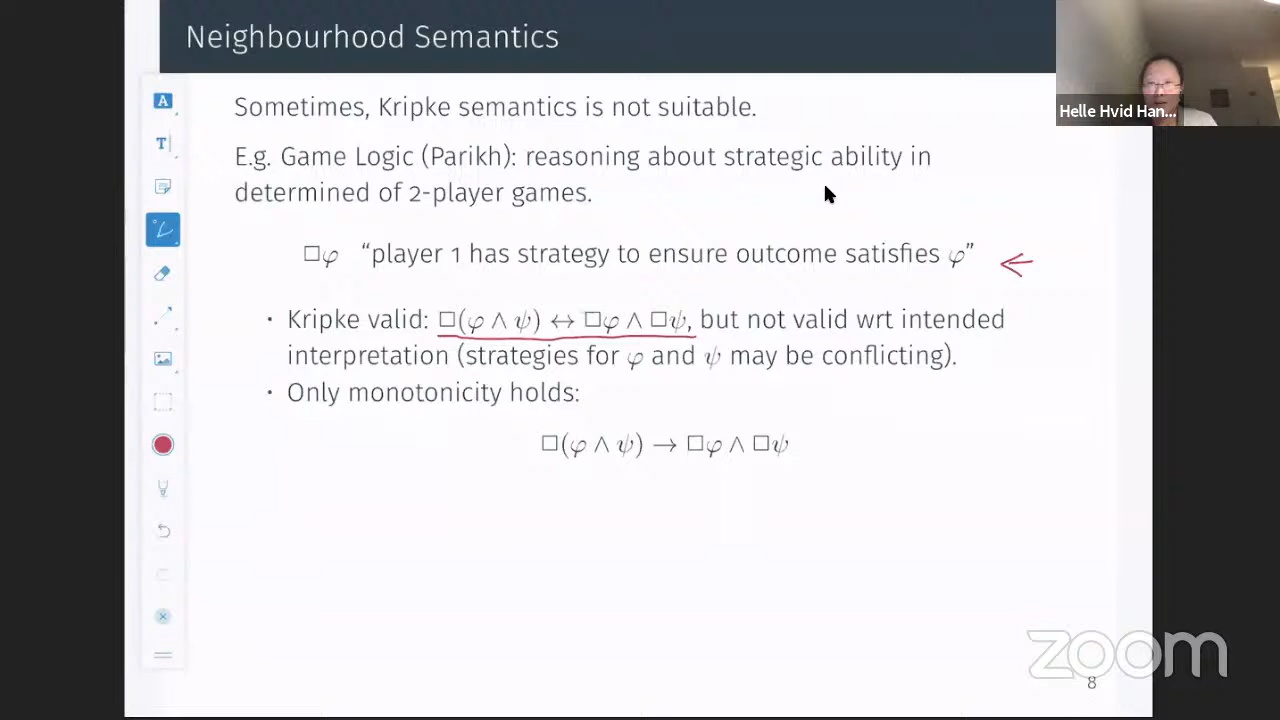 Neighbourhood Semantics
Helle Hvid Han...
Sometimes, Kripke semantics is not suitable.
E.g. Game Logic (Parikh): reasoning about strategic ability in
determined of 2-player games.
□φ “player 1 has strategy to ensure outcome satisfies φ”
· Kripke valid: □(φ ∧ ψ) ↔ □φ ∧ □ψ, but not valid wrt intended
interpretation (strategies for φ and ψ may be conflicting).
· Only monotonicity holds:
□(φ ∧ ψ) → □φ ∧ □ψ
zoom
8
A
T